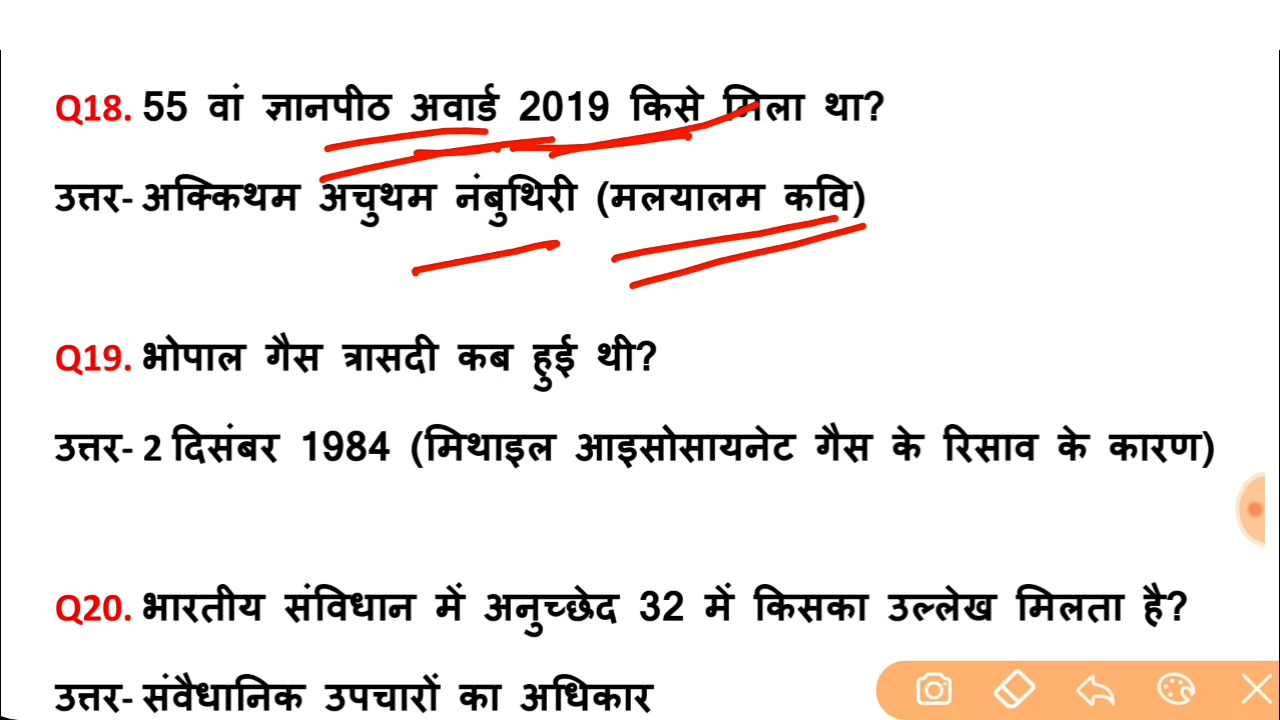 Q18. 55 वां ज्ञानपीठ अवार्ड 2019 किसे मिला था?
उत्तर- अक्किथम अचुथम नंबुथिरी (मलयालम कवि)
Q19. भोपाल गैस त्रासदी कब हुई थी?
उत्तर- 2 दिसंबर 1984 (मिथाइल आइसोसायनेट गैस के रिसाव के कारण)
Q20. भारतीय संविधान में अनुच्छेद 32 में किसका उल्लेख मिलता है?
उत्तर- संवैधानिक उपचारों का अधिकार